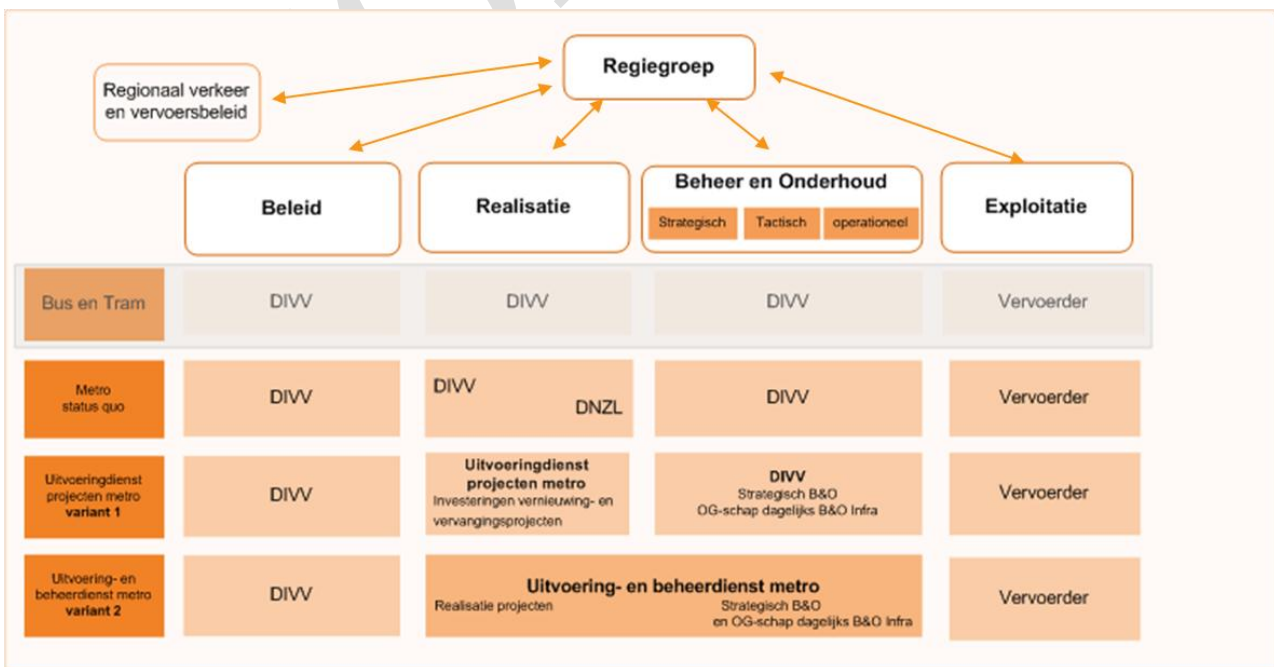 Regiegroep
Regionaal verkeer
en vervoersbeleid
Beleid
Realisatie
Beheer en Onderhoud
Strategisch
Tactisch
operationeel
Exploitatie
Bus en Tram
DIVV
DIVV
DIVV
Vervoerder
Metro
status quo
DIVV
DIVV
DNZL
DIVV
Vervoerder
Uitvoeringdienst
projecten metro
variant 1
DIVV
Uitvoeringdienst
projecten metro
Investeringen vernieuwing- en
vervangingsprojecten
DIVV
Strategisch B&O
OG-schap dagelijks B&O Infra
Vervoerder
Uitvoering- en
beheerdienst metro
variant 2
DIVV
Uitvoering- en beheerdienst metro
Realisatie projecten
Strategisch B&O
en OG-schap dagelijks B&O Infra
Vervoerder